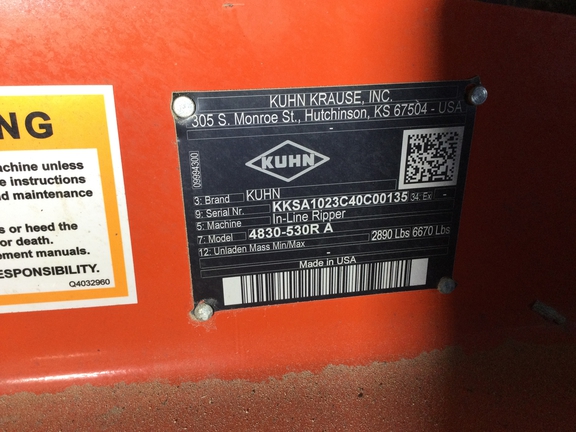 NG
achine unless
e instructions
d maintenance
s or heed the
or death.
ement manuals.
ESPONSIBILITY.
Q4032960
KUHN KRAUSE, INC.
305 S. Monroe St., Hutchinson, KS 67504 - USA
09994300
KUHN
3: Brand KUHN
9: Serial Nr. KKSA1023C40C00135 34: Ex -
5: Machine In-Line Ripper
7: Model 4830-530R A
12: Unladen Mass Min/Max 2890 Lbs 6670 Lbs
Made in USA